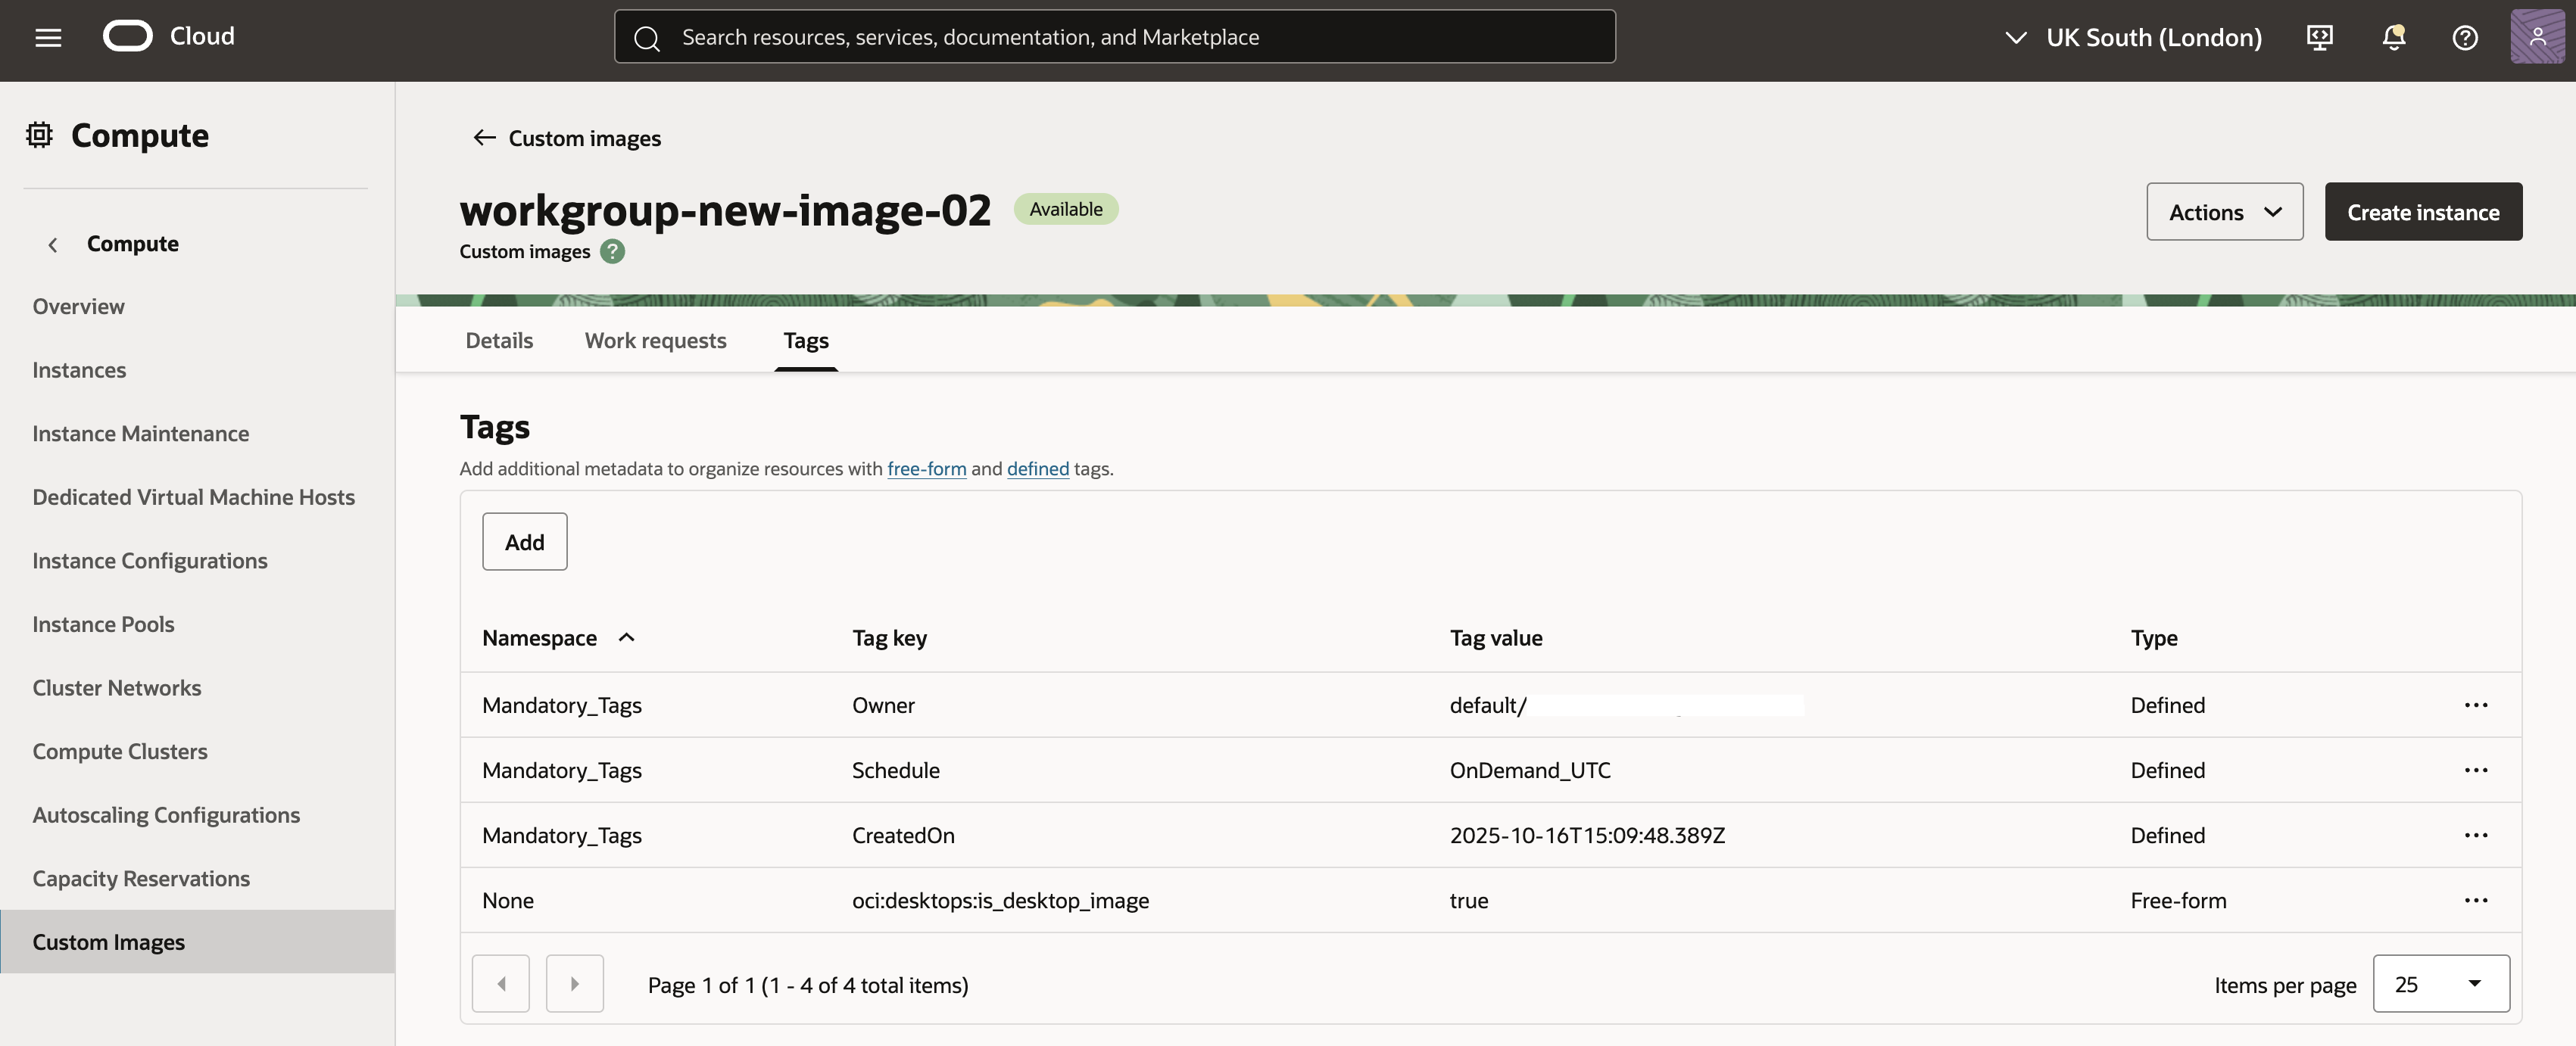 Cloud
Search resources, services, documentation, and Marketplace
UK South (London)
Compute
Compute
Overview
Instances
Instance Maintenance
Dedicated Virtual Machine Hosts
Instance Configurations
Instance Pools
Cluster Networks
Compute Clusters
Autoscaling Configurations
Capacity Reservations
Custom Images
Custom images
workgroup-new-image-02 Available
Custom images ?
Actions Create instance
Details Work requests Tags
Tags
Add additional metadata to organize resources with free-form and defined tags.
Add
Namespace Tag key Tag value Type
Mandatory_Tags Owner default/ Defined
Mandatory_Tags Schedule OnDemand_UTC Defined
Mandatory_Tags CreatedOn 2025-10-16T15:09:48.389Z Defined
None oci:desktops:is_desktop_image true Free-form
Page 1 of 1 (1 - 4 of 4 total items) Items per page 25